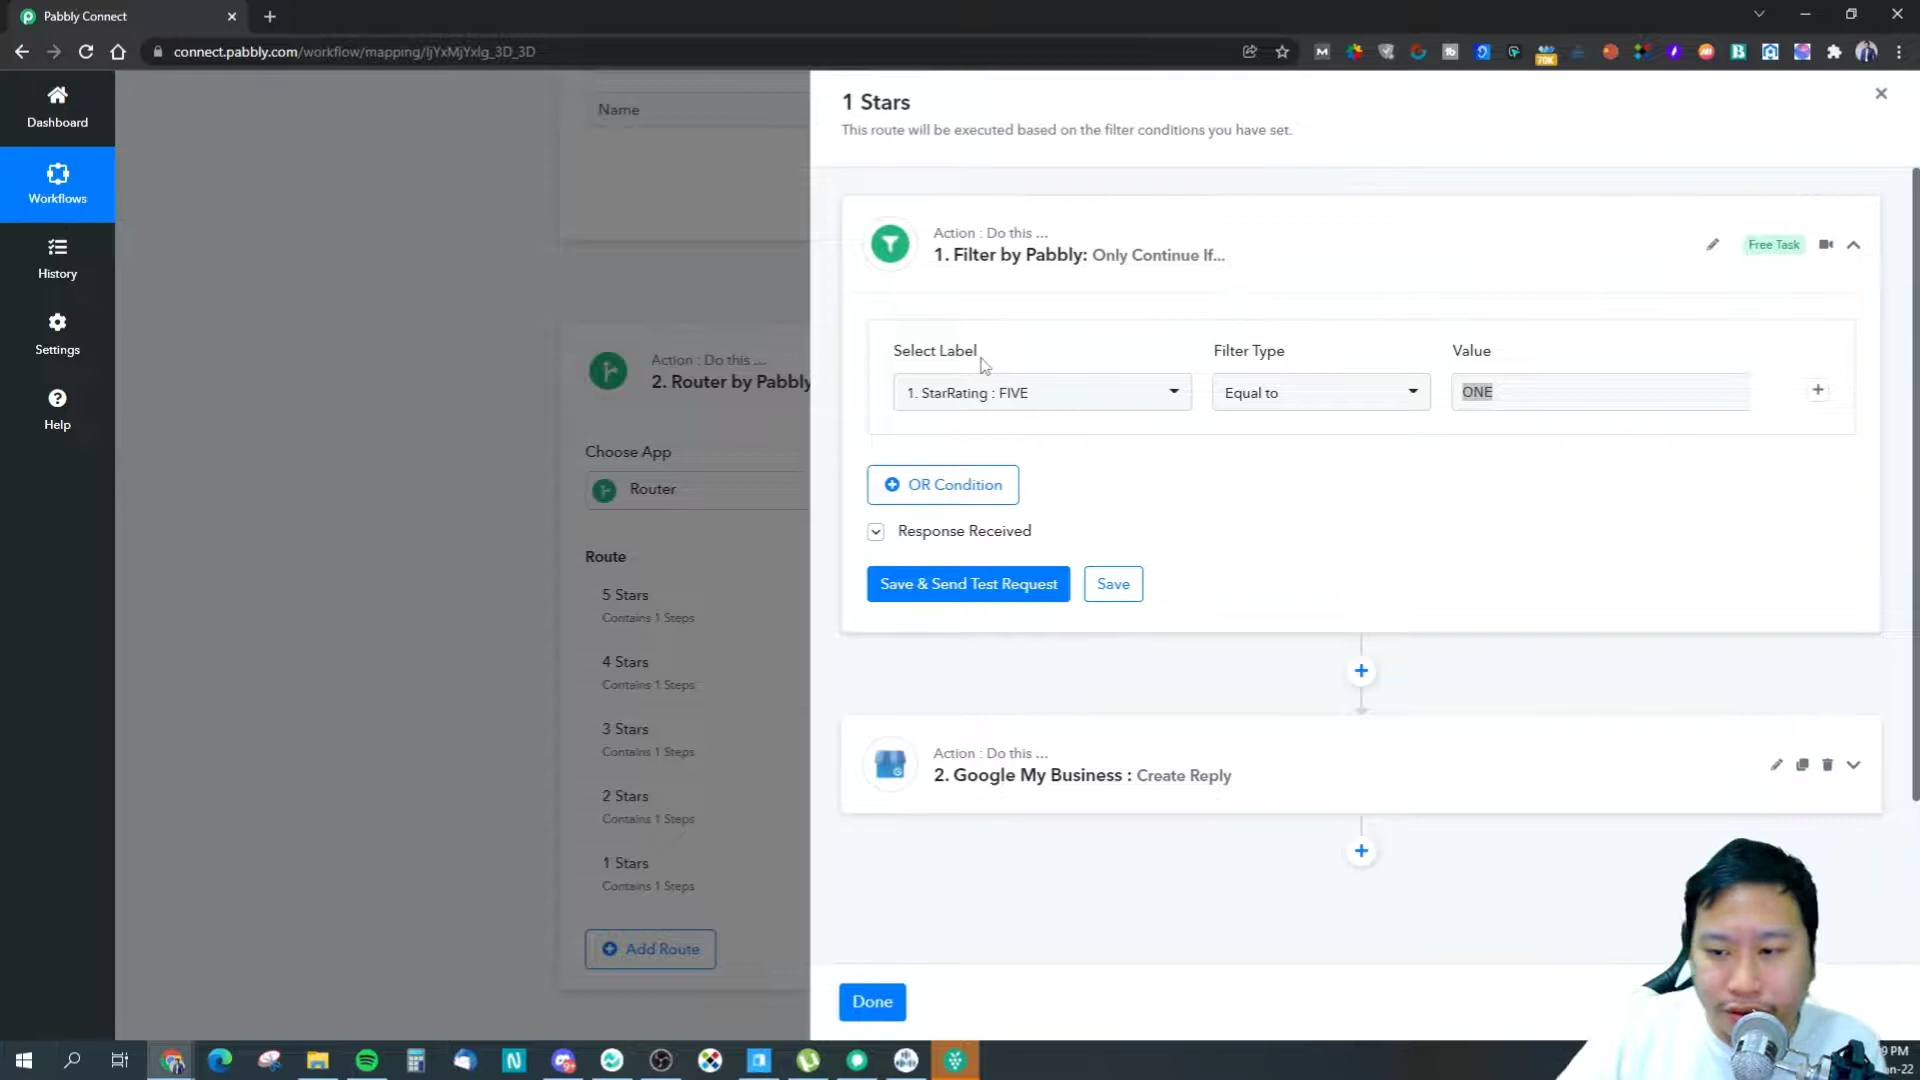 Pabbly Connect
connect.pabbly.com/workflow/mapping/IjYxMjYxIg_3D_3D
70K
Dashboard
Workflows
History
Settings
Help
Name
Action : Do this ...
2. Router by Pabbly
Choose App
Router
Route
5 Stars
Contains 1 Steps
4 Stars
Contains 1 Steps
3 Stars
Contains 1 Steps
2 Stars
Contains 1 Steps
1 Stars
Contains 1 Steps
Add Route
1 Stars
This route will be executed based on the filter conditions you have set.
Action : Do this ...
1. Filter by Pabbly: Only Continue If...
Free Task
Select Label
Filter Type
Value
1. StarRating : FIVE
Equal to
ONE
OR Condition
Response Received
Save & Send Test Request
Save
Action : Do this ...
2. Google My Business : Create Reply
Done